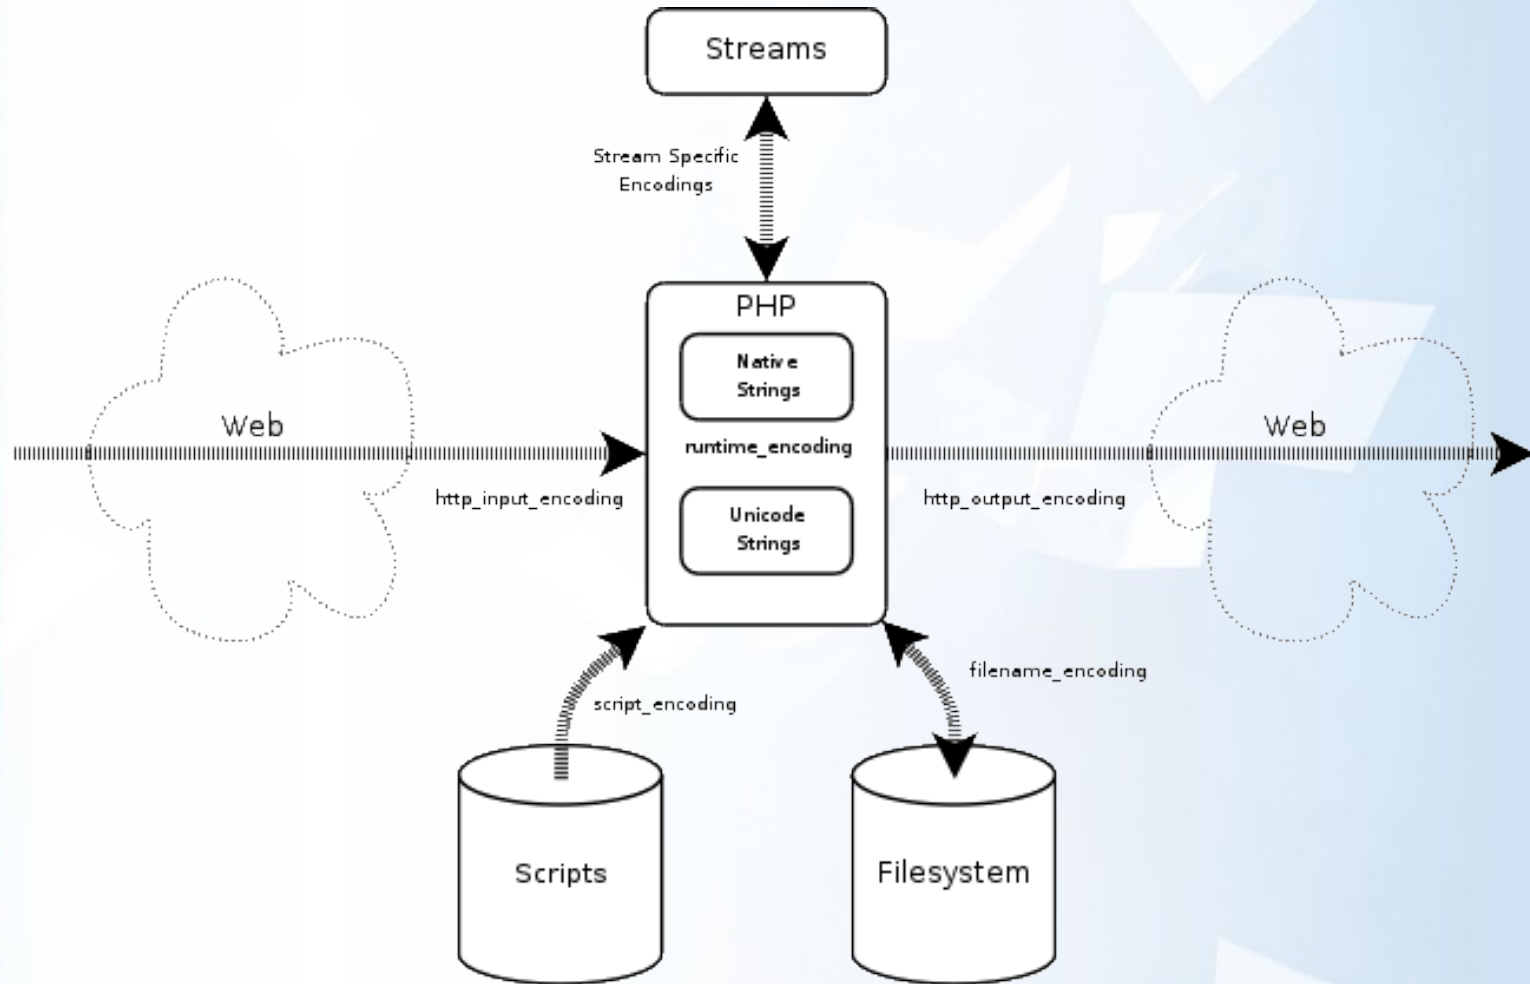 Streams
Stream Specific
Encodings
PHP
Native
Strings
runtime_encoding
Unicode
Strings
Web
http_input_encoding
Web
http_output_encoding
script_encoding
filename_encoding
Scripts
Filesystem